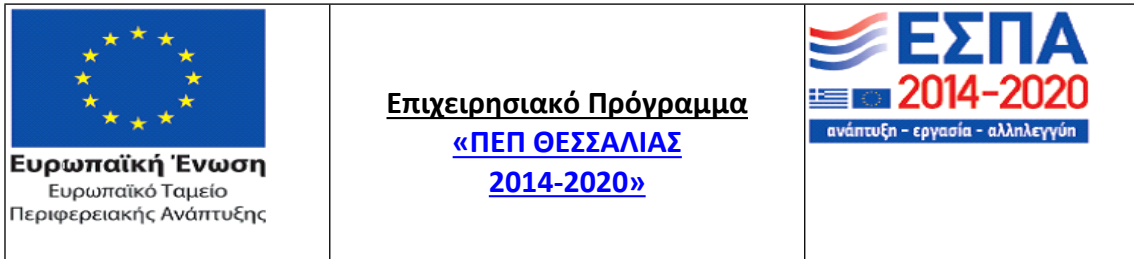 Ευρωπαϊκή Ένωση
Ευρωπαϊκό Ταμείο
Περιφερειακής Ανάπτυξης
Επιχειρησιακό Πρόγραμμα
«ΠΕΠ ΘΕΣΣΑΛΙΑΣ
2014-2020»
ΕΣΠΑ
2014-2020
ανάπτυξη - εργασία - αλληλεγγύη